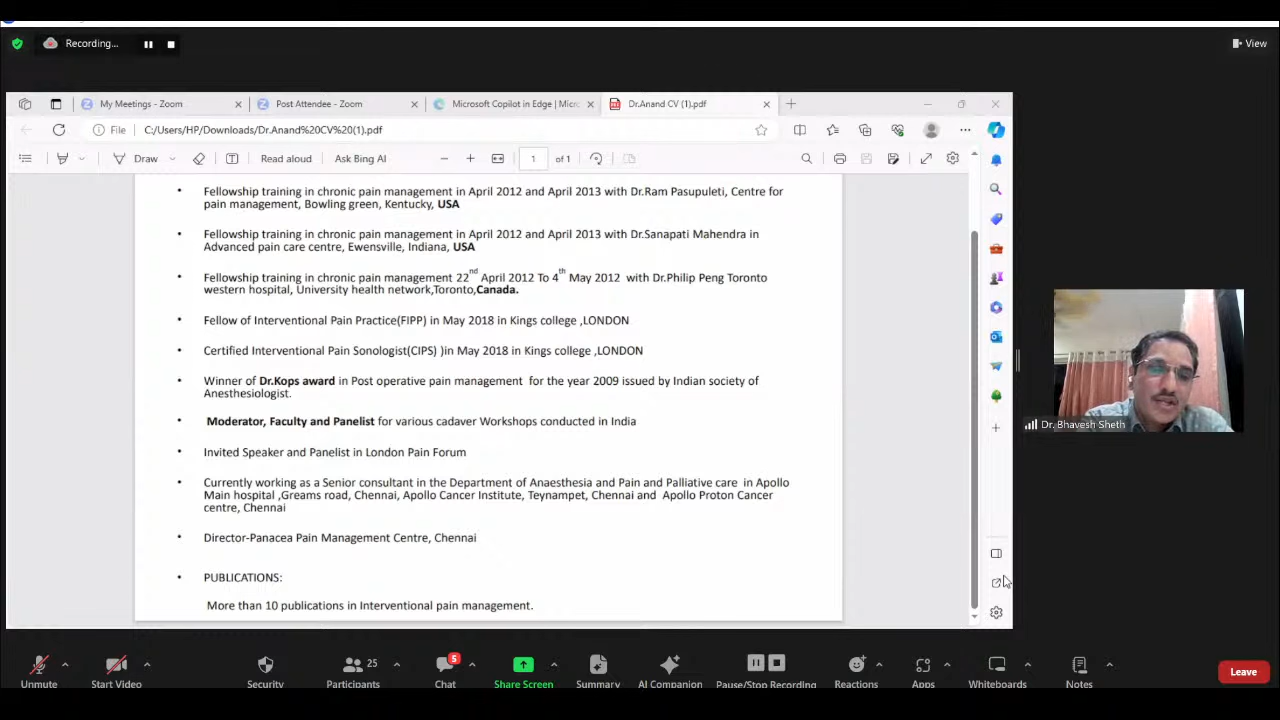 Recording...
View
My Meetings - Zoom
Post Attendee - Zoom
Microsoft Copilot in Edge | Micr
Dr.Anand CV (1).pdf
File
C:/Users/HP/Downloads/Dr.Anand%20CV%20(1).pdf
Draw
Read aloud
Ask Bing AI
1
of 1
• Fellowship training in chronic pain management in April 2012 and April 2013 with Dr.Ram Pasupuleti, Centre for
pain management, Bowling green, Kentucky, USA
• Fellowship training in chronic pain management in April 2012 and April 2013 with Dr.Sanapati Mahendra in
Advanced pain care centre, Ewensville, Indiana, USA
• Fellowship training in chronic pain management 22nd April 2012 To 4th May 2012 with Dr.Philip Peng Toronto
western hospital, University health network,Toronto,Canada.
• Fellow of Interventional Pain Practice(FIPP) in May 2018 in Kings college ,LONDON
• Certified Interventional Pain Sonologist(CIPS) )in May 2018 in Kings college ,LONDON
• Winner of Dr.Kops award in Post operative pain management for the year 2009 issued by Indian society of
Anesthesiologist.
• Moderator, Faculty and Panelist for various cadaver Workshops conducted in India
• Invited Speaker and Panelist in London Pain Forum
• Currently working as a Senior consultant in the Department of Anaesthesia and Pain and Palliative care in Apollo
Main hospital ,Greams road, Chennai, Apollo Cancer Institute, Teynampet, Chennai and Apollo Proton Cancer
centre, Chennai
• Director-Panacea Pain Management Centre, Chennai
• PUBLICATIONS:
More than 10 publications in Interventional pain management.
Dr. Bhavesh Sheth
Unmute
Start Video
Security
Participants
25
Chat
5
Share Screen
Summary
AI Companion
Pause/Stop Recording
Reactions
Apps
Whiteboards
Notes
Leave